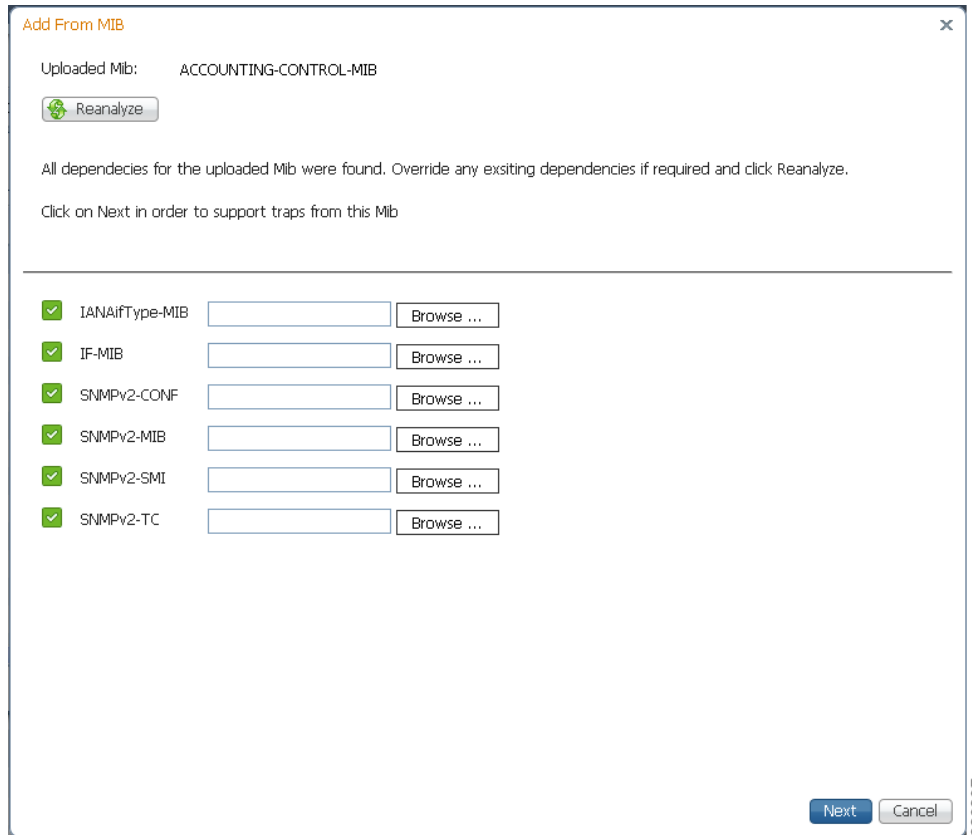 Add From MIB
Uploaded Mib: ACCOUNTING-CONTROL-MIB
Reanalyze
All dependecies for the uploaded Mib were found. Override any exsiting dependencies if required and click Reanalyze.
Click on Next in order to support traps from this Mib
IANAifType-MIB Browse ...
IF-MIB Browse ...
SNMPv2-CONF Browse ...
SNMPv2-MIB Browse ...
SNMPv2-SMI Browse ...
SNMPv2-TC Browse ...
Next Cancel